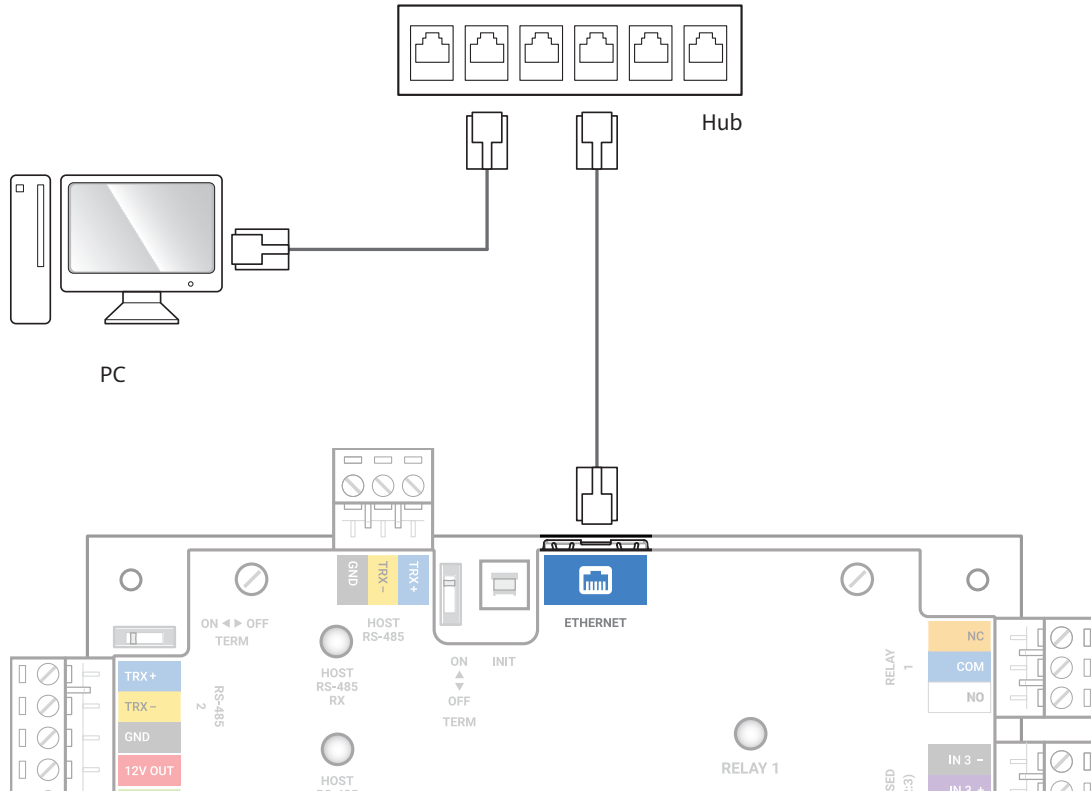 Hub
PC
GND
TRX -
TRX +
ETHERNET
ON ◀ ▶ OFF
TERM
HOST
RS-485
HOST
RS-485
RX
ON
▲
▼
OFF
TERM
INIT
TRX +
TRX -
GND
12V OUT
RS-485
2
RELAY
1
NC
COM
NO
RELAY 1
HOST
IN 3 -
IN 3 +